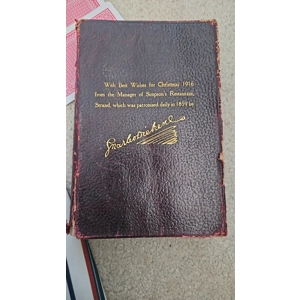 With Best Wishes for Christmas 1916
from the Manager of Simpson's Restaurant,
Strand, which was patronised daily in 1859 by
Charles Dickens